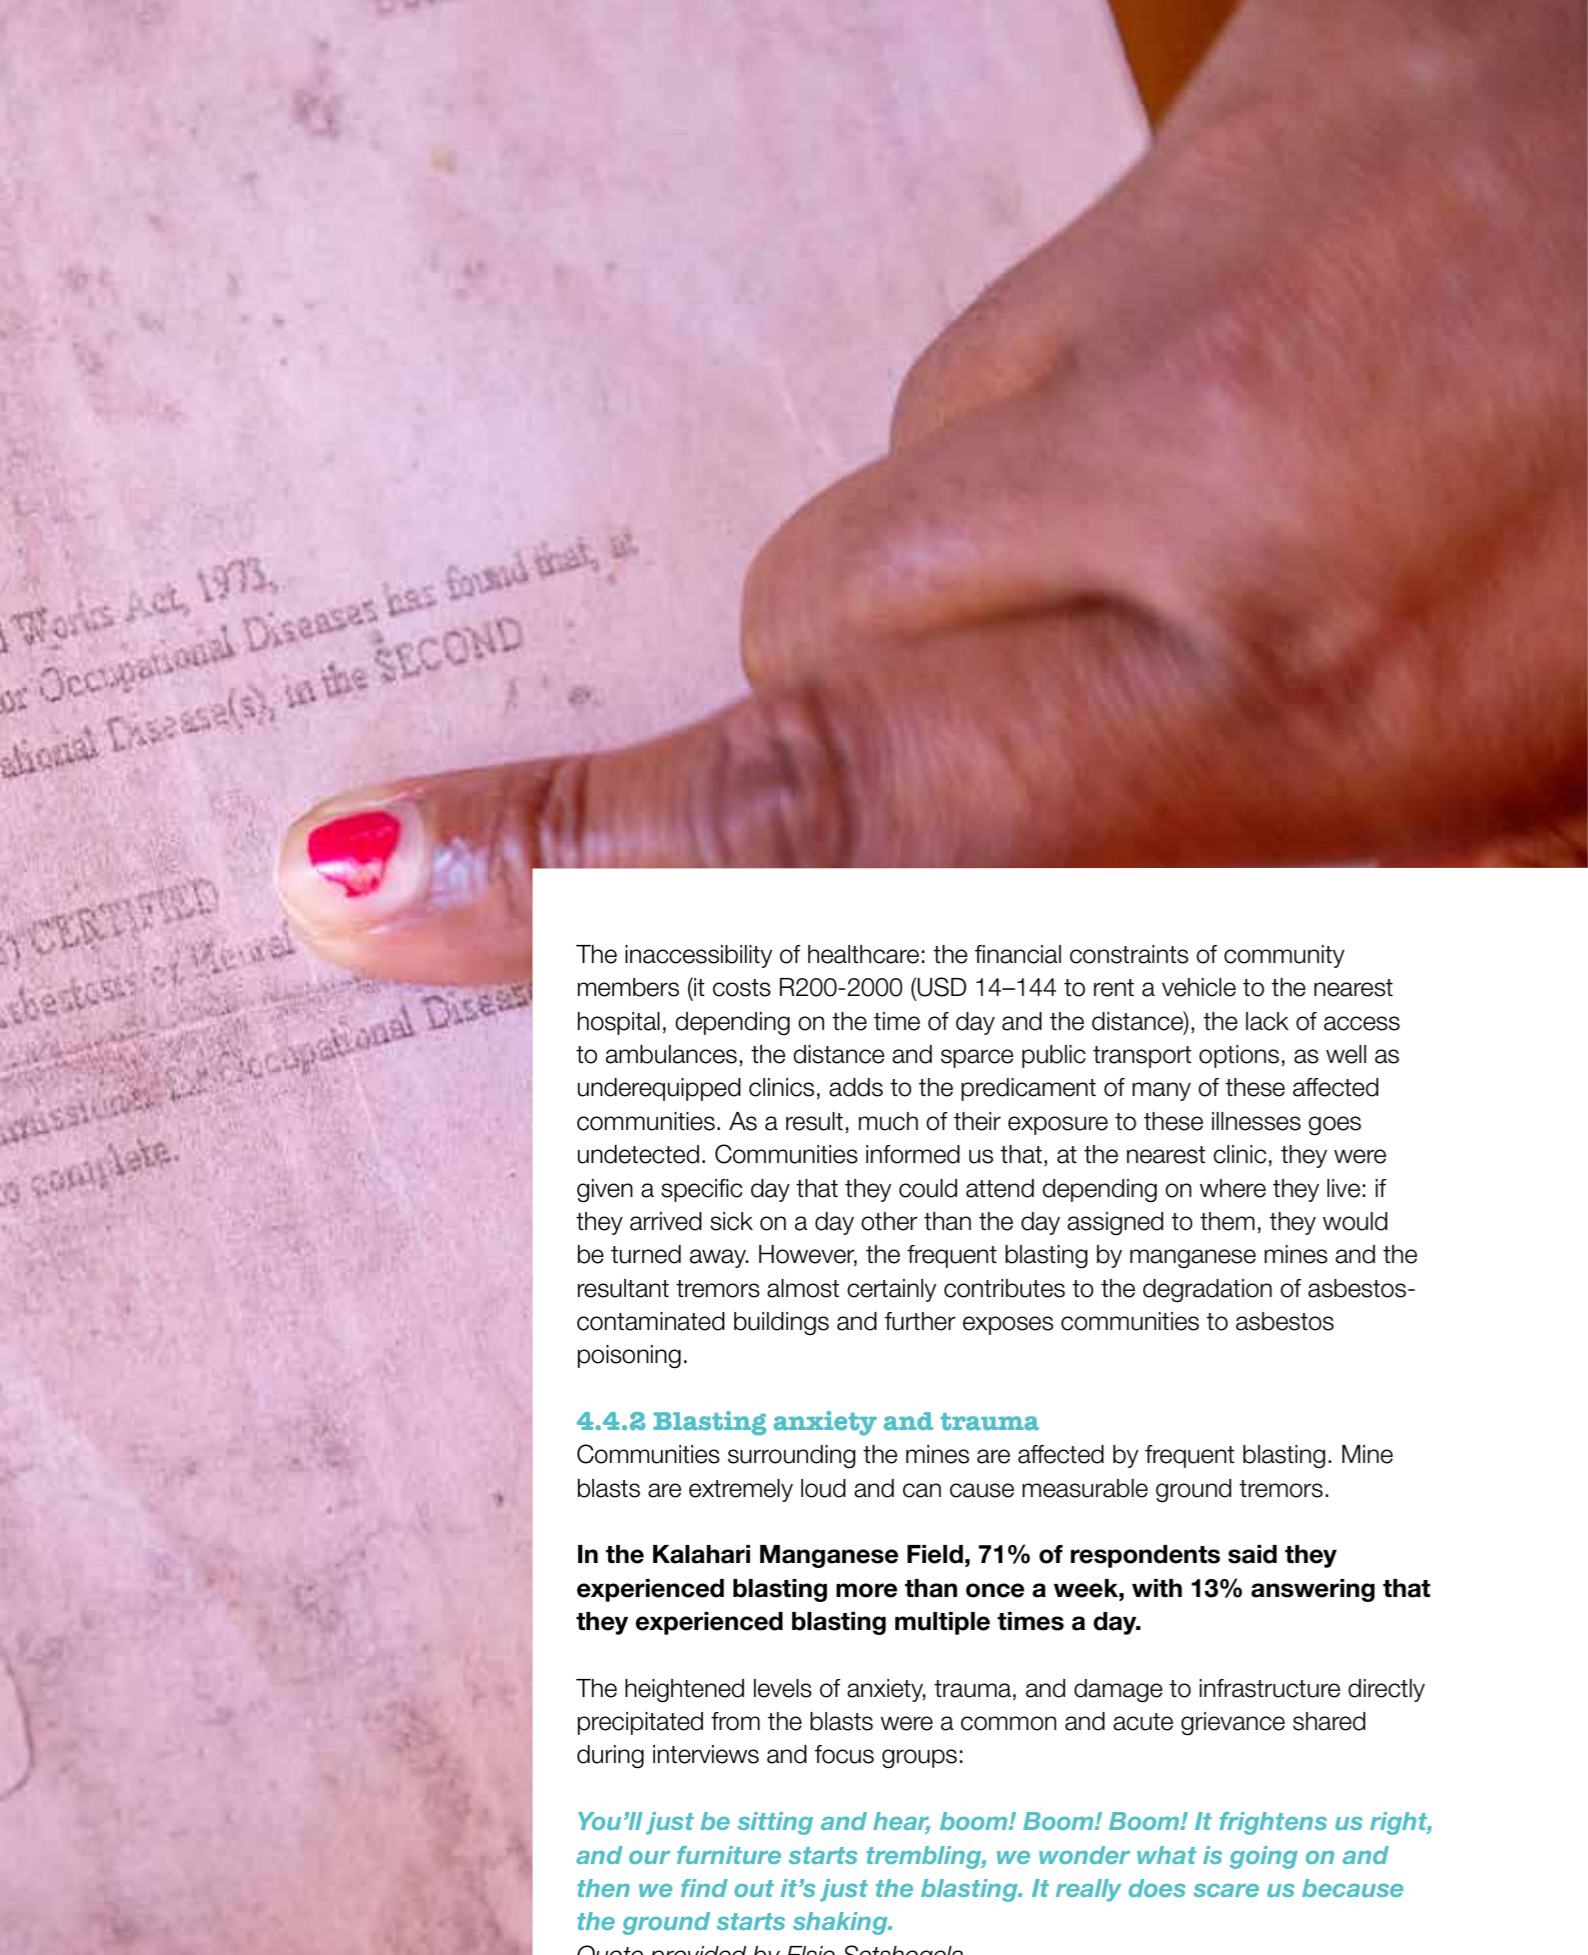 Works Act, 1973,
or Occupational Diseases has found that, at
ational Disease(s), in the SECOND
CERTIFIED
Occupational Disease
to complete.
The inaccessibility of healthcare: the financial constraints of community
members (it costs R200-2000 (USD 14–144 to rent a vehicle to the nearest
hospital, depending on the time of day and the distance), the lack of access
to ambulances, the distance and sparce public transport options, as well as
underequipped clinics, adds to the predicament of many of these affected
communities. As a result, much of their exposure to these illnesses goes
undetected. Communities informed us that, at the nearest clinic, they were
given a specific day that they could attend depending on where they live: if
they arrived sick on a day other than the day assigned to them, they would
be turned away. However, the frequent blasting by manganese mines and the
resultant tremors almost certainly contributes to the degradation of asbestos-
contaminated buildings and further exposes communities to asbestos
poisoning.
4.4.2 Blasting anxiety and trauma
Communities surrounding the mines are affected by frequent blasting. Mine
blasts are extremely loud and can cause measurable ground tremors.
In the Kalahari Manganese Field, 71% of respondents said they
experienced blasting more than once a week, with 13% answering that
they experienced blasting multiple times a day.
The heightened levels of anxiety, trauma, and damage to infrastructure directly
precipitated from the blasts were a common and acute grievance shared
during interviews and focus groups:
You’ll just be sitting and hear, boom! Boom! Boom! It frightens us right,
and our furniture starts trembling, we wonder what is going on and
then we find out it’s just the blasting. It really does scare us because
the ground starts shaking.
Quote provided by Elsie